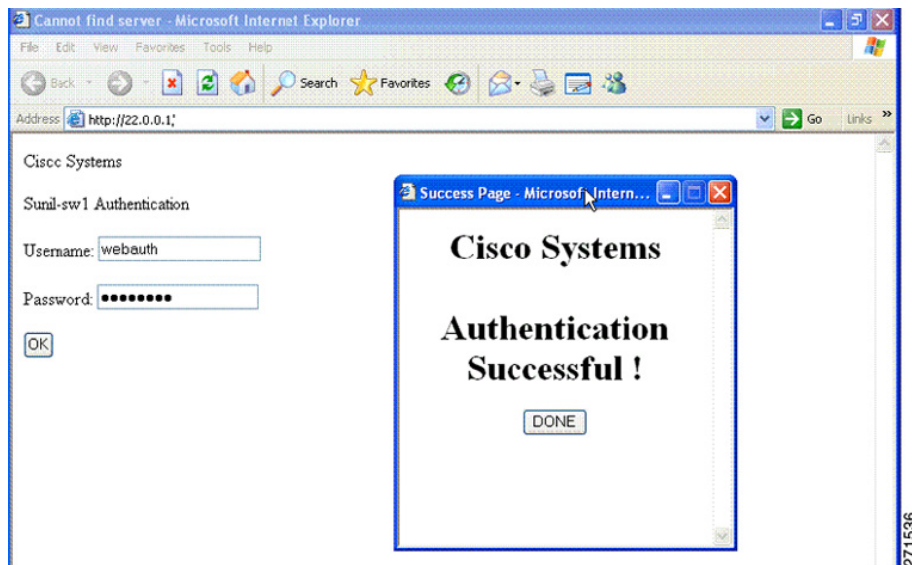 Cannot find server - Microsoft Internet Explorer
File Edit View Favorites Tools Help
Back Search Favorites
Address http://22.0.0.1; Go Links »
Cisco Systems
Sunil-sw1 Authentication
Username: webauth
Password: ••••••••
OK
Success Page - Microsoft Intern...
Cisco Systems
Authentication
Successful !
DONE
271536